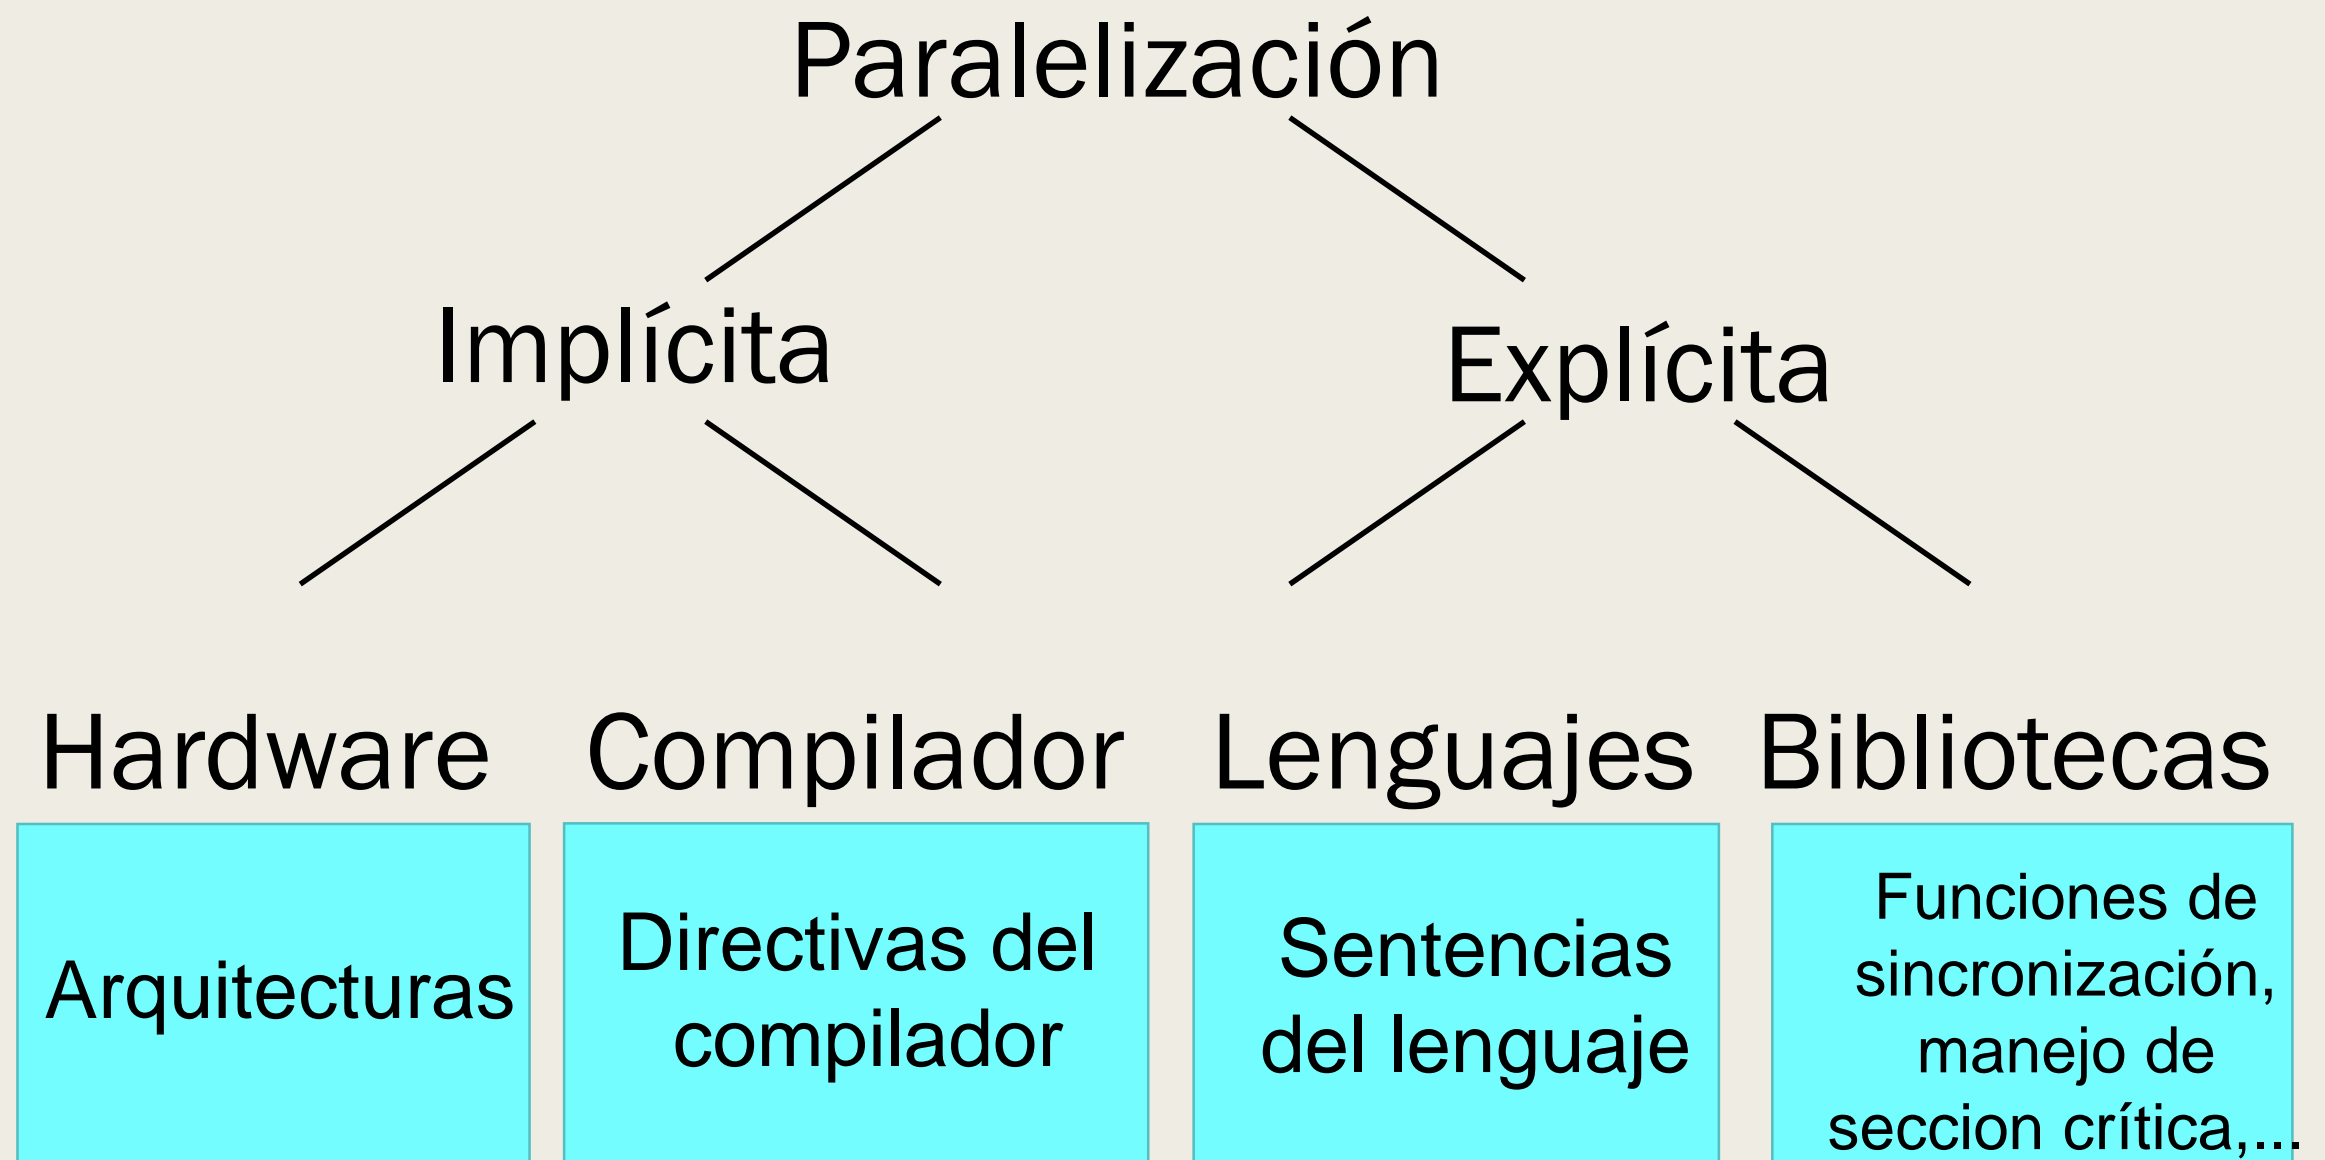 Paralelización
Implícita
Explícita
Hardware
Compilador
Lenguajes
Bibliotecas
Arquitecturas
Directivas del
compilador
Sentencias
del lenguaje
Funciones de
sincronización,
manejo de
seccion crítica,...